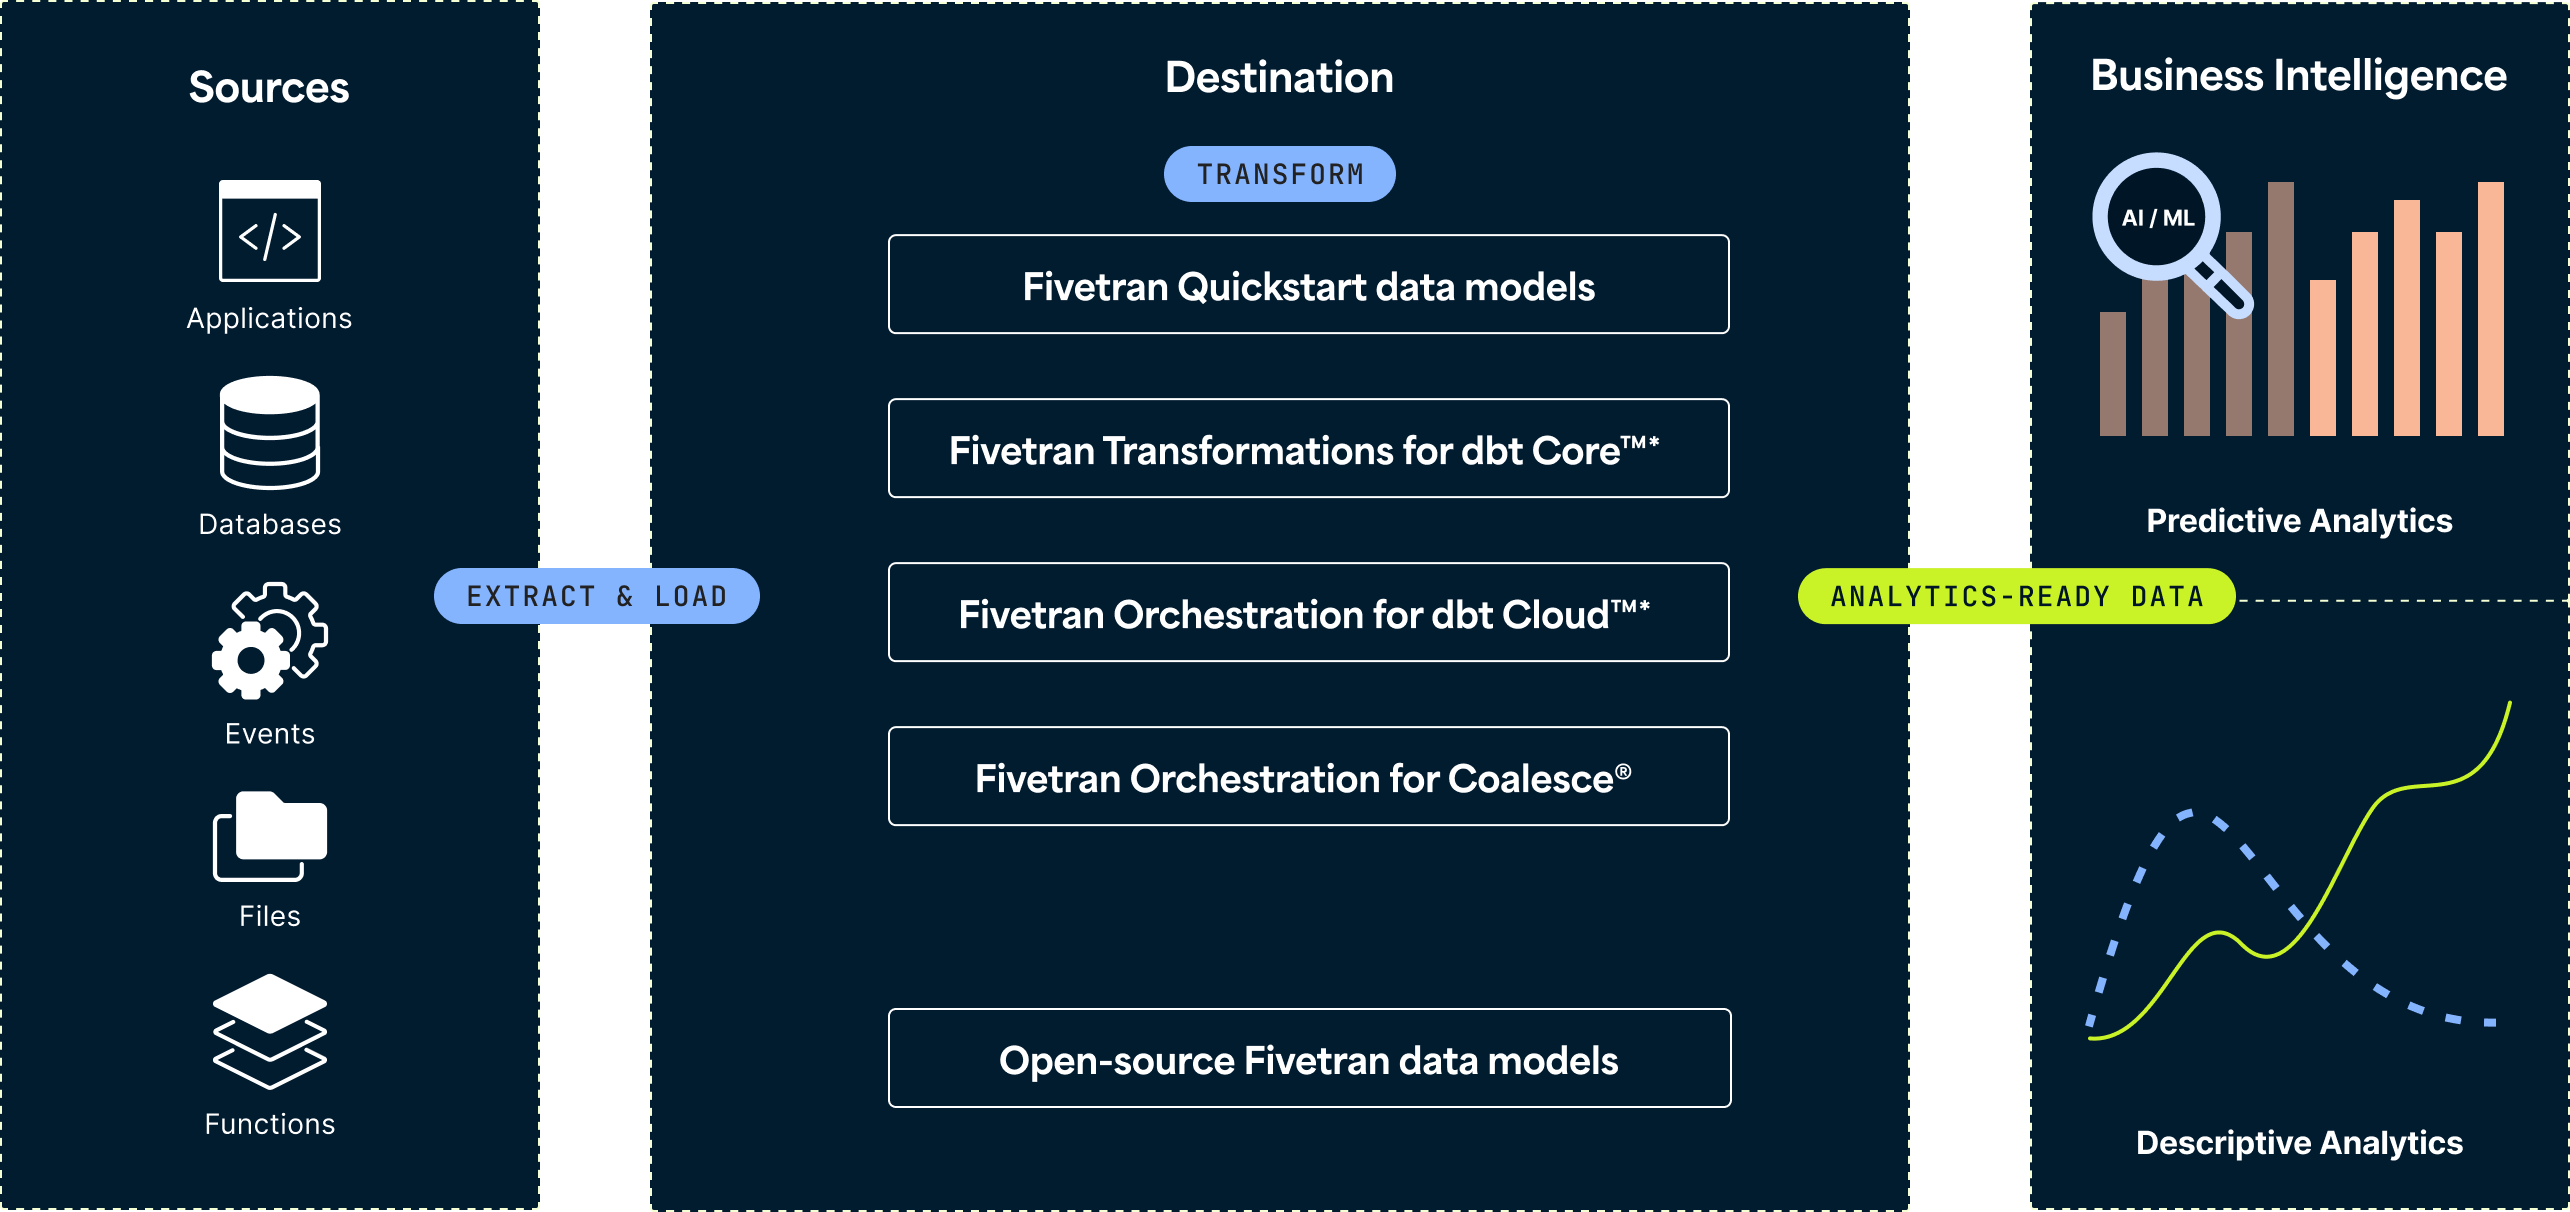 Sources
Applications
Databases
Events
Files
Functions
EXTRACT & LOAD
Destination
TRANSFORM
Fivetran Quickstart data models
Fivetran Transformations for dbt Core™*
Fivetran Orchestration for dbt Cloud™*
Fivetran Orchestration for Coalesce®
Open-source Fivetran data models
ANALYTICS-READY DATA
Business Intelligence
AI / ML
Predictive Analytics
Descriptive Analytics